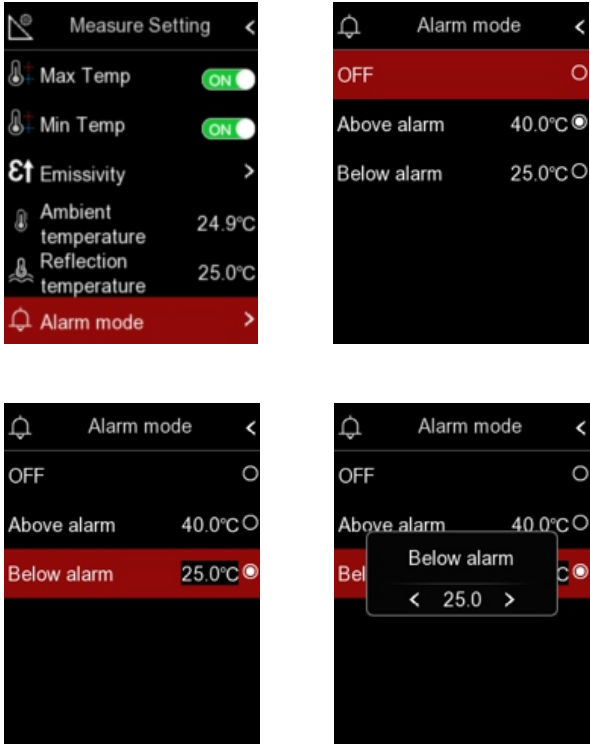 Measure Setting <
Max Temp ON
Min Temp ON
Ɛ↑ Emissivity >
Ambient
temperature 24.9℃
Reflection
temperature 25.0℃
Alarm mode >
Alarm mode <
OFF
Above alarm 40.0℃
Below alarm 25.0℃
Alarm mode <
OFF
Above alarm 40.0℃
Below alarm 25.0℃
Alarm mode <
OFF
Above alarm 40.0℃
Bel ℃
Below alarm
< 25.0 >